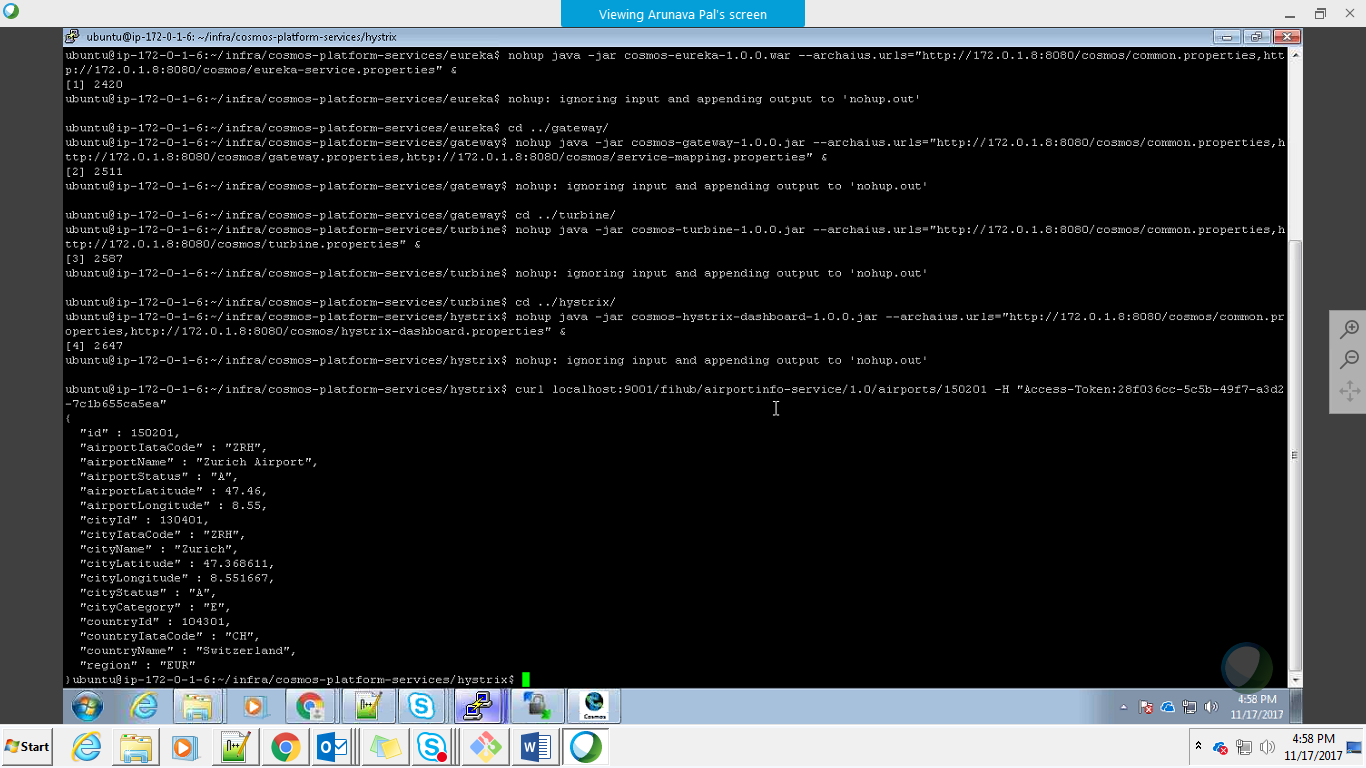 Viewing Arunava Pal's screen
ubuntu@ip-172-0-1-6: ~/infra/cosmos-platform-services/hystrix
ubuntu@ip-172-0-1-6:~/infra/cosmos-platform-services/eureka$ nohup java -jar cosmos-eureka-1.0.0.war --archaius.urls="http://172.0.1.8:8080/cosmos/common.properties,htt
p://172.0.1.8:8080/cosmos/eureka-service.properties" &
[1] 2420
ubuntu@ip-172-0-1-6:~/infra/cosmos-platform-services/eureka$ nohup: ignoring input and appending output to 'nohup.out'
ubuntu@ip-172-0-1-6:~/infra/cosmos-platform-services/eureka$ cd ../gateway/
ubuntu@ip-172-0-1-6:~/infra/cosmos-platform-services/gateway$ nohup java -jar cosmos-gateway-1.0.0.jar --archaius.urls="http://172.0.1.8:8080/cosmos/common.properties,h
ttp://172.0.1.8:8080/cosmos/gateway.properties,http://172.0.1.8:8080/cosmos/service-mapping.properties" &
[2] 2511
ubuntu@ip-172-0-1-6:~/infra/cosmos-platform-services/gateway$ nohup: ignoring input and appending output to 'nohup.out'
ubuntu@ip-172-0-1-6:~/infra/cosmos-platform-services/gateway$ cd ../turbine/
ubuntu@ip-172-0-1-6:~/infra/cosmos-platform-services/turbine$ nohup java -jar cosmos-turbine-1.0.0.jar --archaius.urls="http://172.0.1.8:8080/cosmos/common.properties,h
ttp://172.0.1.8:8080/cosmos/turbine.properties" &
[3] 2587
ubuntu@ip-172-0-1-6:~/infra/cosmos-platform-services/turbine$ nohup: ignoring input and appending output to 'nohup.out'
ubuntu@ip-172-0-1-6:~/infra/cosmos-platform-services/turbine$ cd ../hystrix/
ubuntu@ip-172-0-1-6:~/infra/cosmos-platform-services/hystrix$ nohup java -jar cosmos-hystrix-dashboard-1.0.0.jar --archaius.urls="http://172.0.1.8:8080/cosmos/common.pr
operties,http://172.0.1.8:8080/cosmos/hystrix-dashboard.properties" &
[4] 2647
ubuntu@ip-172-0-1-6:~/infra/cosmos-platform-services/hystrix$ nohup: ignoring input and appending output to 'nohup.out'
ubuntu@ip-172-0-1-6:~/infra/cosmos-platform-services/hystrix$ curl localhost:9001/fihub/airportinfo-service/1.0/airports/150201 -H "Access-Token:28f036cc-5c5b-49f7-a3d2
-7c1b655ca5ea"
{
"id" : 150201,
"airportIataCode" : "ZRH",
"airportName" : "Zurich Airport",
"airportStatus" : "A",
"airportLatitude" : 47.46,
"airportLongitude" : 8.55,
"cityId" : 130401,
"cityIataCode" : "ZRH",
"cityName" : "Zurich",
"cityLatitude" : 47.368611,
"cityLongitude" : 8.551667,
"cityStatus" : "A",
"cityCategory" : "E",
"countryId" : 104301,
"countryIataCode" : "CH",
"countryName" : "Switzerland",
"region" : "EUR"
}ubuntu@ip-172-0-1-6:~/infra/cosmos-platform-services/hystrix$
Cosmos
4:58 PM
11/17/2017
Start
4:58 PM
11/17/2017